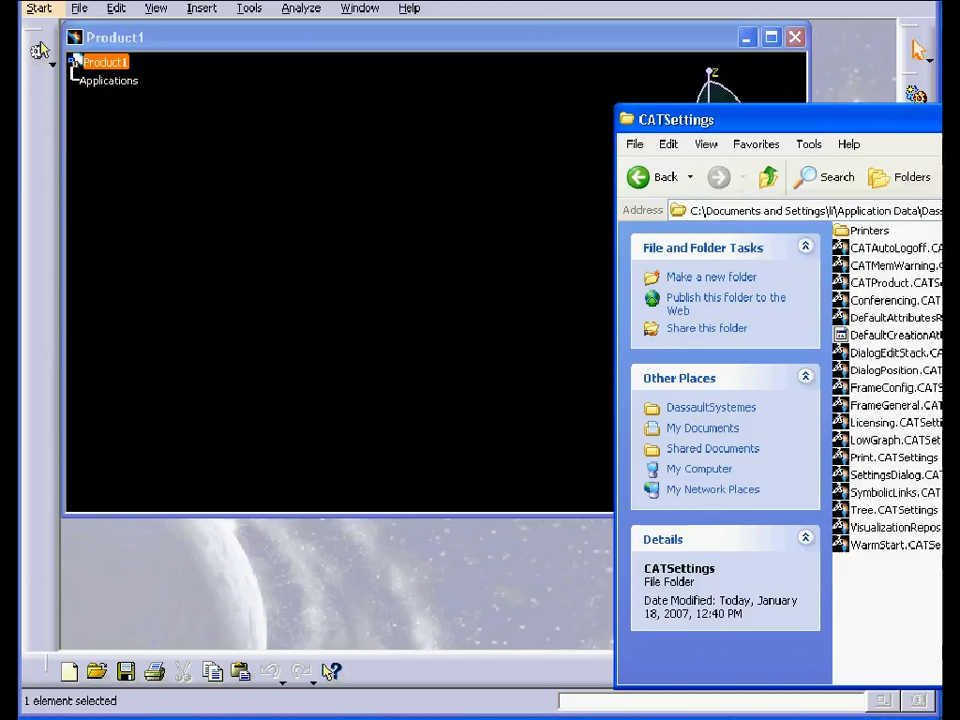 Start File Edit View Insert Tools Analyze Window Help
Product1
Product1
Applications
z
CATSettings
File Edit View Favorites Tools Help
Back Search Folders
Address C:\Documents and Settings\li\Application Data\Dass
File and Folder Tasks
Make a new folder
Publish this folder to the
Web
Share this folder
Other Places
DassaultSystemes
My Documents
Shared Documents
My Computer
My Network Places
Details
CATSettings
File Folder
Date Modified: Today, January
18, 2007, 12:40 PM
Printers
CATAutoLogoff.CA
CATMemWarning.
CATProduct.CATS
Conferencing.CAT
DefaultAttributesR
DefaultCreationAt
DialogEditStack.CA
DialogPosition.CAT
FrameConfig.CATS
FrameGeneral.CAT
Licensing.CATSetti
LowGraph.CATSet
Print.CATSettings
SettingsDialog.CA
SymbolicLinks.CAT
Tree.CATSettings
VisualizationRepos
WarmStart.CATSe
1 element selected